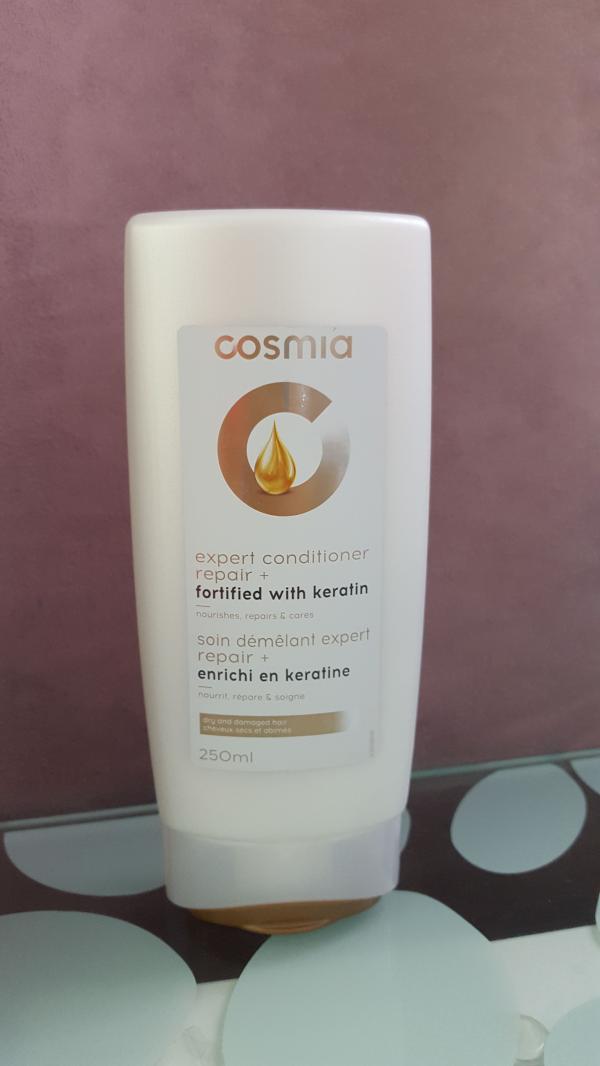 cosmia
expert conditioner
repair +
fortified with keratin
nourishes, repairs & cares
soin démêlant expert
repair +
enrichi en keratine
nourrit, répare & soigne
dry and damaged hair
cheveux secs et abîmés
250ml